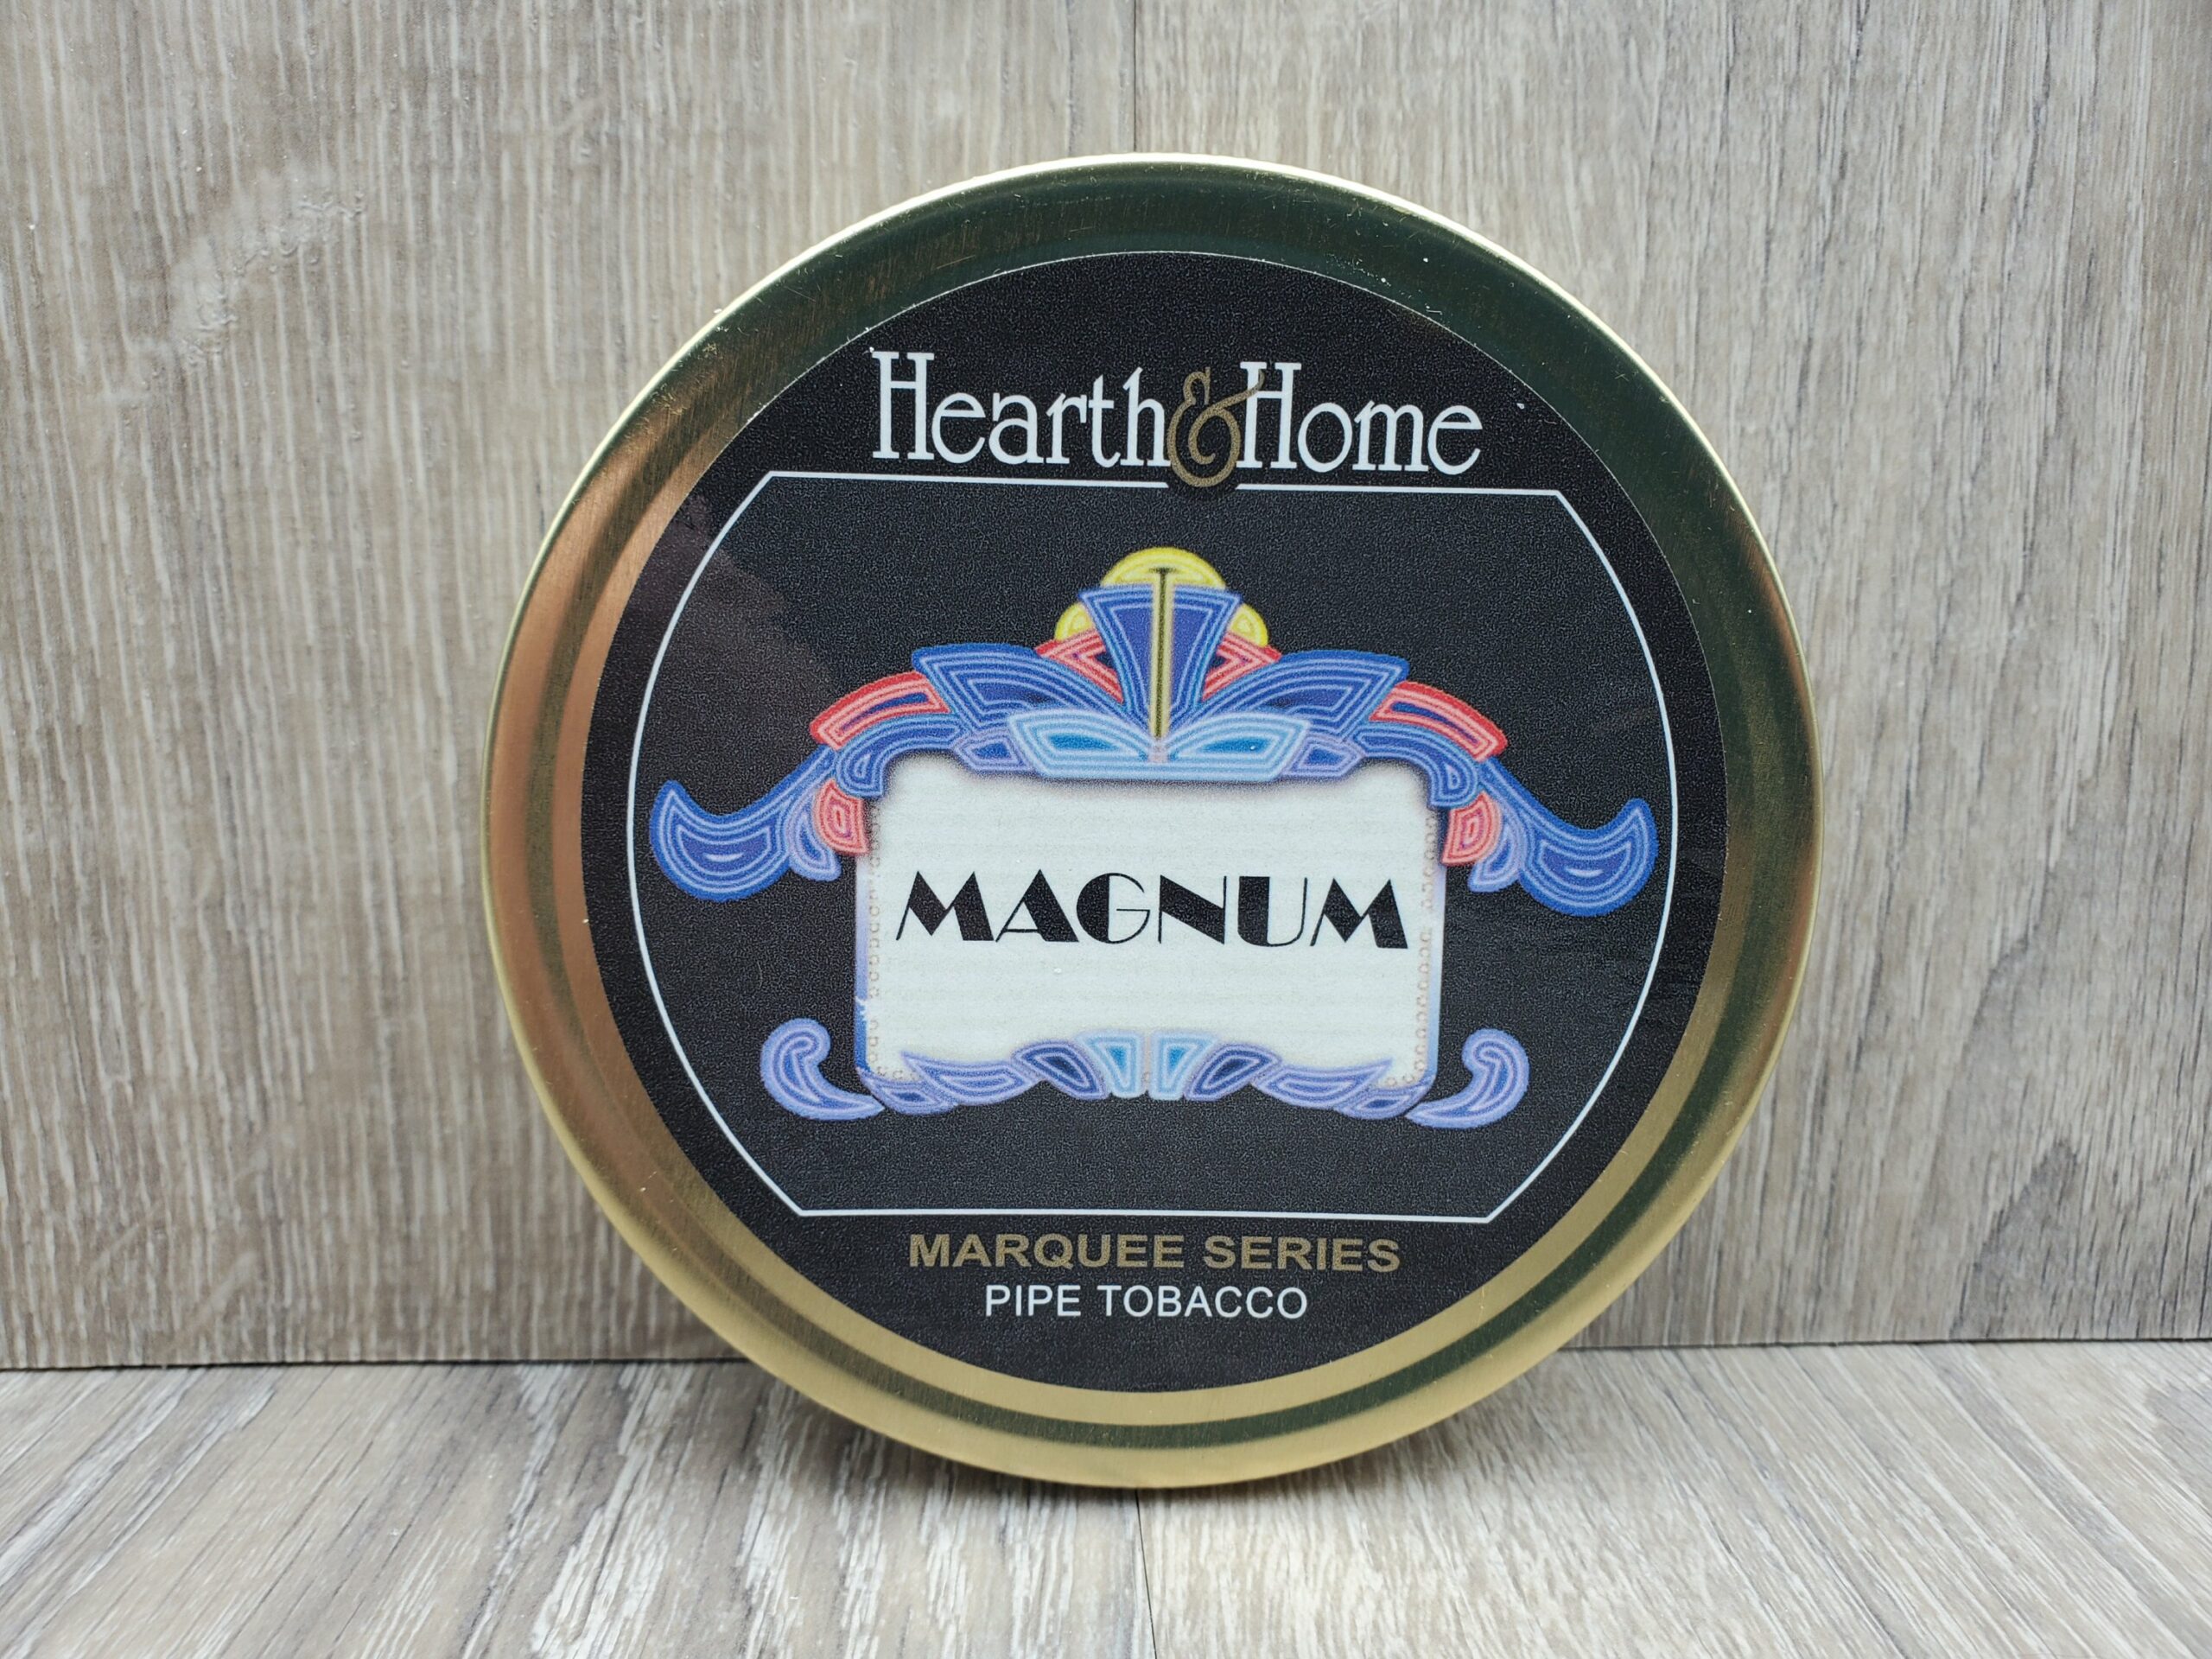 Hearth & Home
MAGNUM
MARQUEE SERIES
PIPE TOBACCO